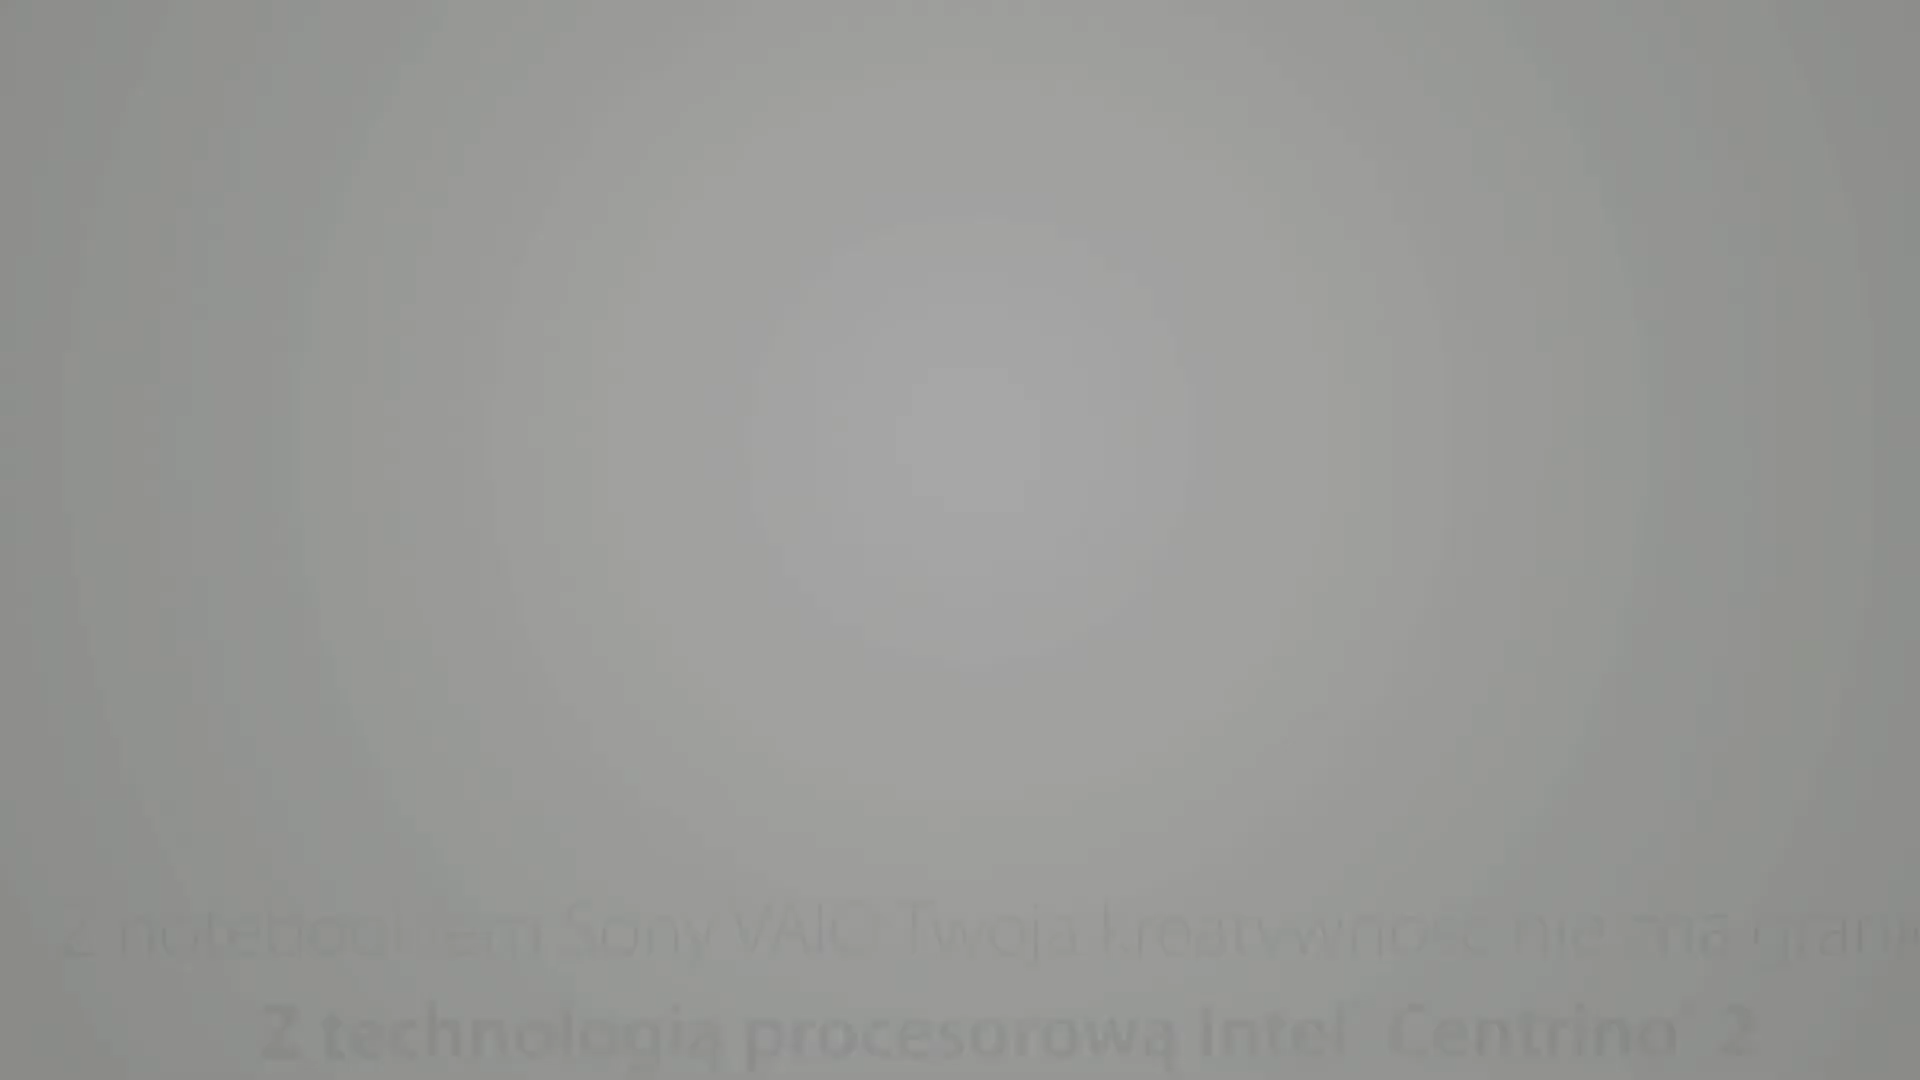 Z notebookiem Sony VAIO Twoja kreatywność nie zna
Z technologią procesorową Intel Centrino 2